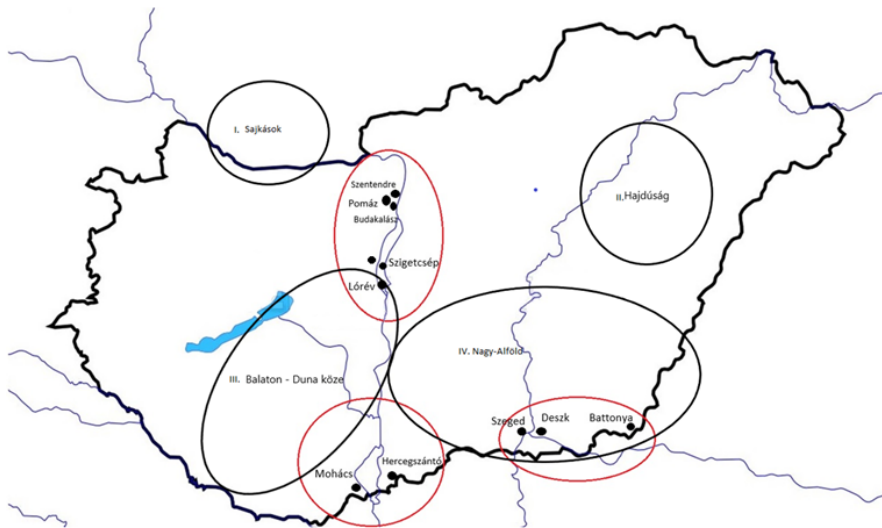 I. Sajkások
Szentendre
Pomáz
Budakalász
II.Hajdúság
Szigetcsép
Lórév
IV. Nagy-Alföld
III. Balaton - Duna köze
Szeged
Deszk
Battonya
Mohács
Hercegszántó